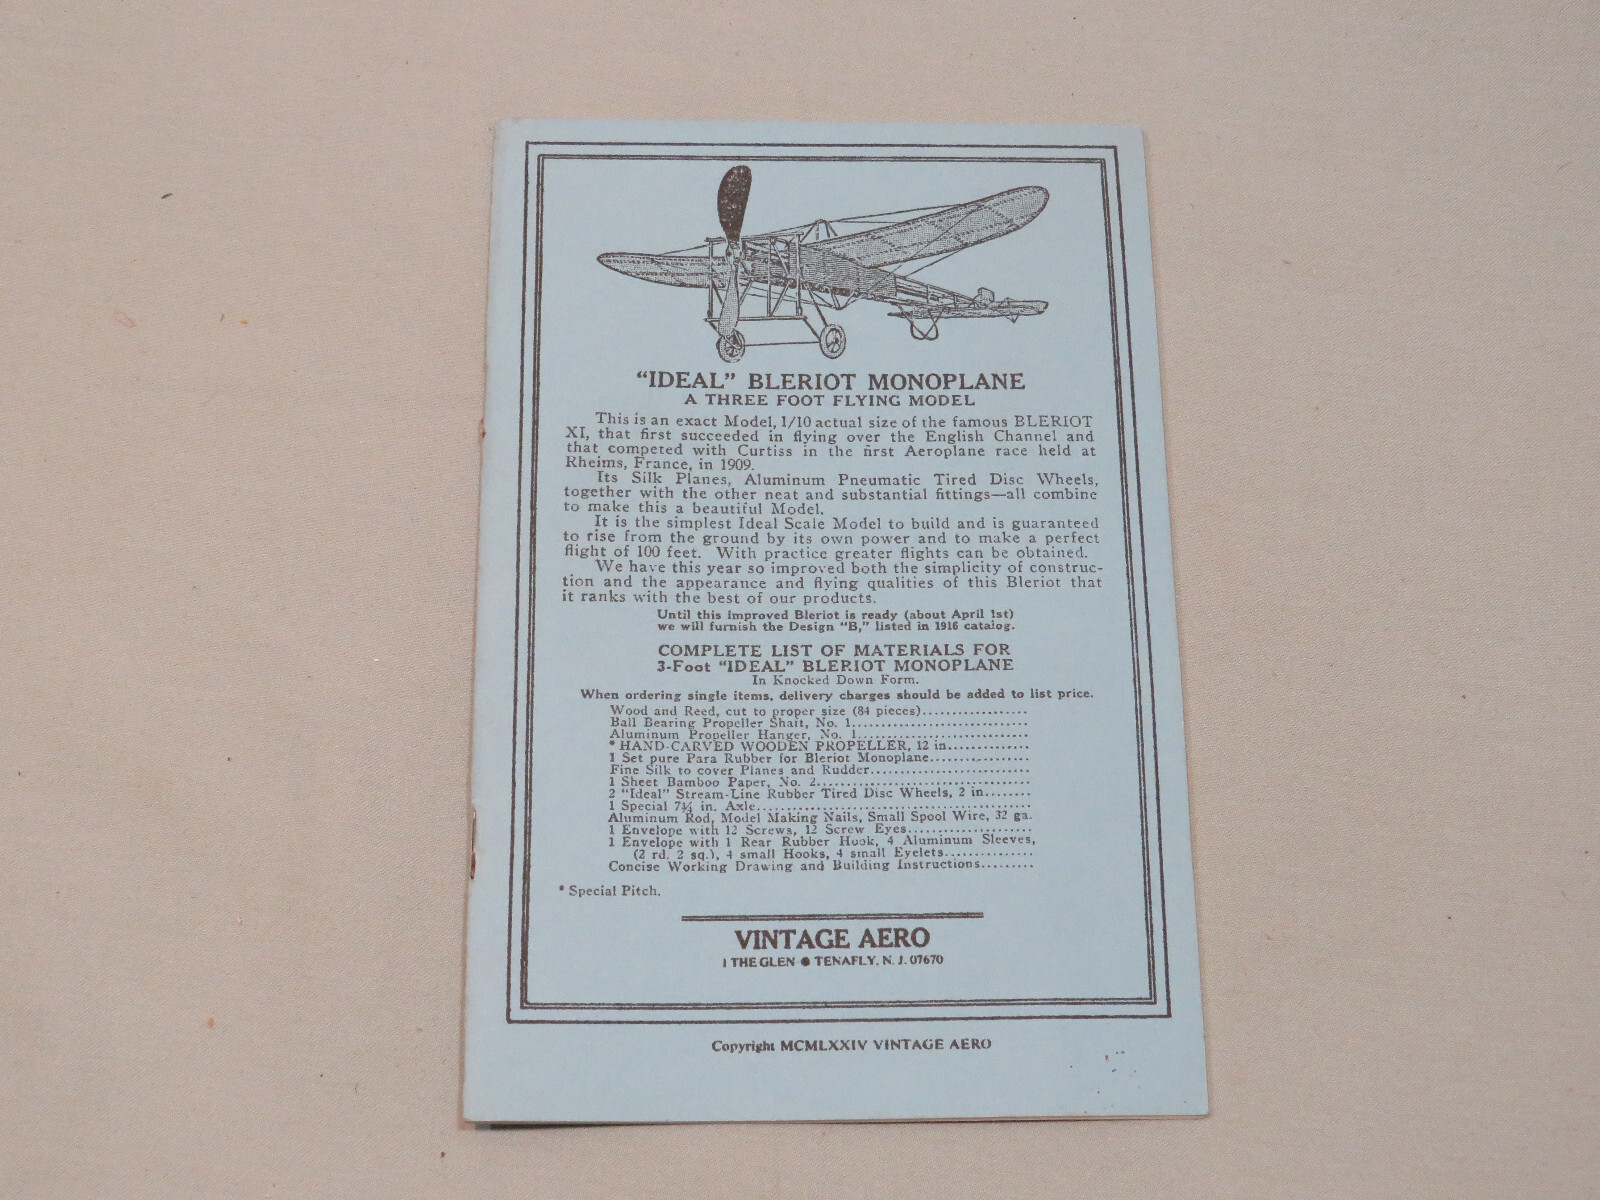 "IDEAL" BLERIOT MONOPLANE
A THREE FOOT FLYING MODEL
This is an exact Model, 1/10 actual size of the famous BLERIOT
XI, that first succeeded in flying over the English Channel and
that competed with Curtiss in the first Aeroplane race held at
Rheims, France, in 1909.
Its Silk Planes, Aluminum Pneumatic Tired Disc Wheels,
together with the other neat and substantial fittings—all combine
to make this a beautiful Model.
It is the simplest Ideal Scale Model to build and is guaranteed
to rise from the ground by its own power and to make a perfect
flight of 100 feet. With practice greater flights can be obtained.
We have this year so improved both the simplicity of construc-
tion and the appearance and flying qualities of this Bleriot that
it ranks with the best of our products.
Until this improved Bleriot is ready (about April 1st)
we will furnish the Design "B," listed in 1916 catalog.
COMPLETE LIST OF MATERIALS FOR
3-Foot "IDEAL" BLERIOT MONOPLANE
In Knocked Down Form.
When ordering single items, delivery charges should be added to list price.
Wood and Reed, cut to proper size (84 pieces)..................
Ball Bearing Propeller Shaft, No. 1..............................
Aluminum Propeller Hanger, No. 1.............................
* HAND-CARVED WOODEN PROPELLER, 12 in..............
1 Set pure Para Rubber for Bleriot Monoplane.................
Fine Silk to cover Planes and Rudder...........................
1 Sheet Bamboo Paper, No. 2....................................
2 "Ideal" Stream-Line Rubber Tired Disc Wheels, 2 in........
1 Special 7¼ in. Axle..............................................
Aluminum Rod, Model Making Nails, Small Spool Wire, 32 ga.
1 Envelope with 12 Screws, 12 Screw Eyes.....................
1 Envelope with 1 Rear Rubber Hook, 4 Aluminum Sleeves,
(2 rd. 2 sq.), 4 small Hooks, 4 small Eyelets...............
Concise Working Drawing and Building Instructions.........
* Special Pitch.
VINTAGE AERO
1 THE GLEN ● TENAFLY, N. J. 07670
Copyright MCMLXXIV VINTAGE AERO